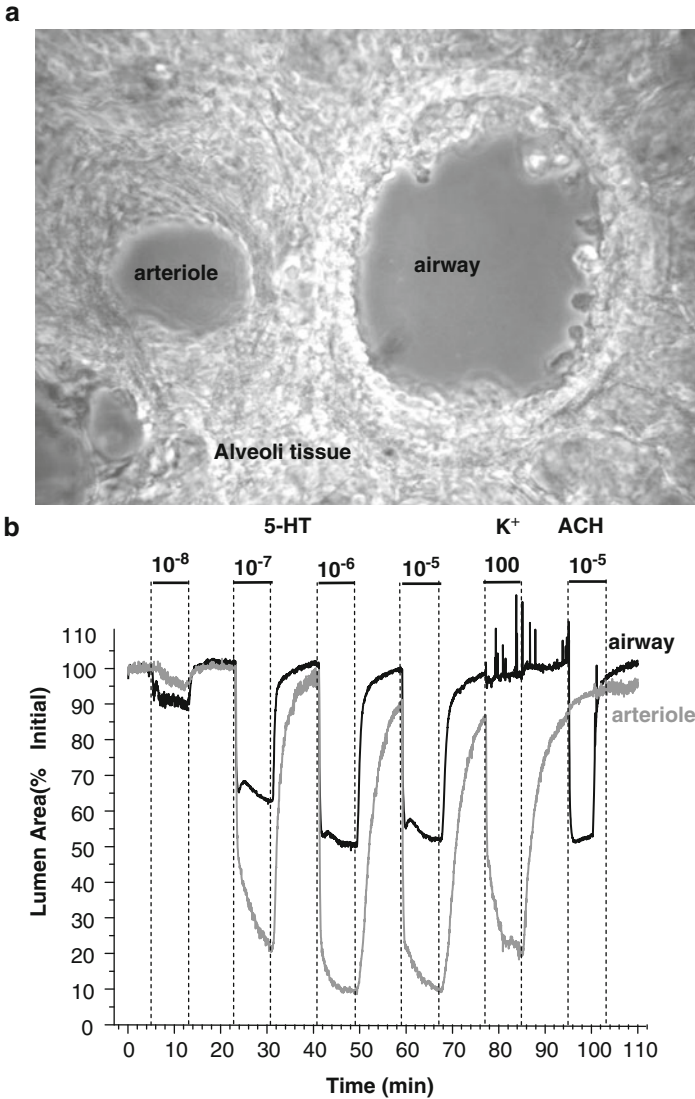 a
arteriole
airway
Alveoli tissue
b
5-HT K⁺ ACH
10⁻⁸ 10⁻⁷ 10⁻⁶ 10⁻⁵ 100 10⁻⁵
airway
arteriole
Lumen Area(% Initial)
110
100
90
80
70
60
50
40
30
20
10
0
0 10 20 30 40 50 60 70 80 90 100 110
Time (min)